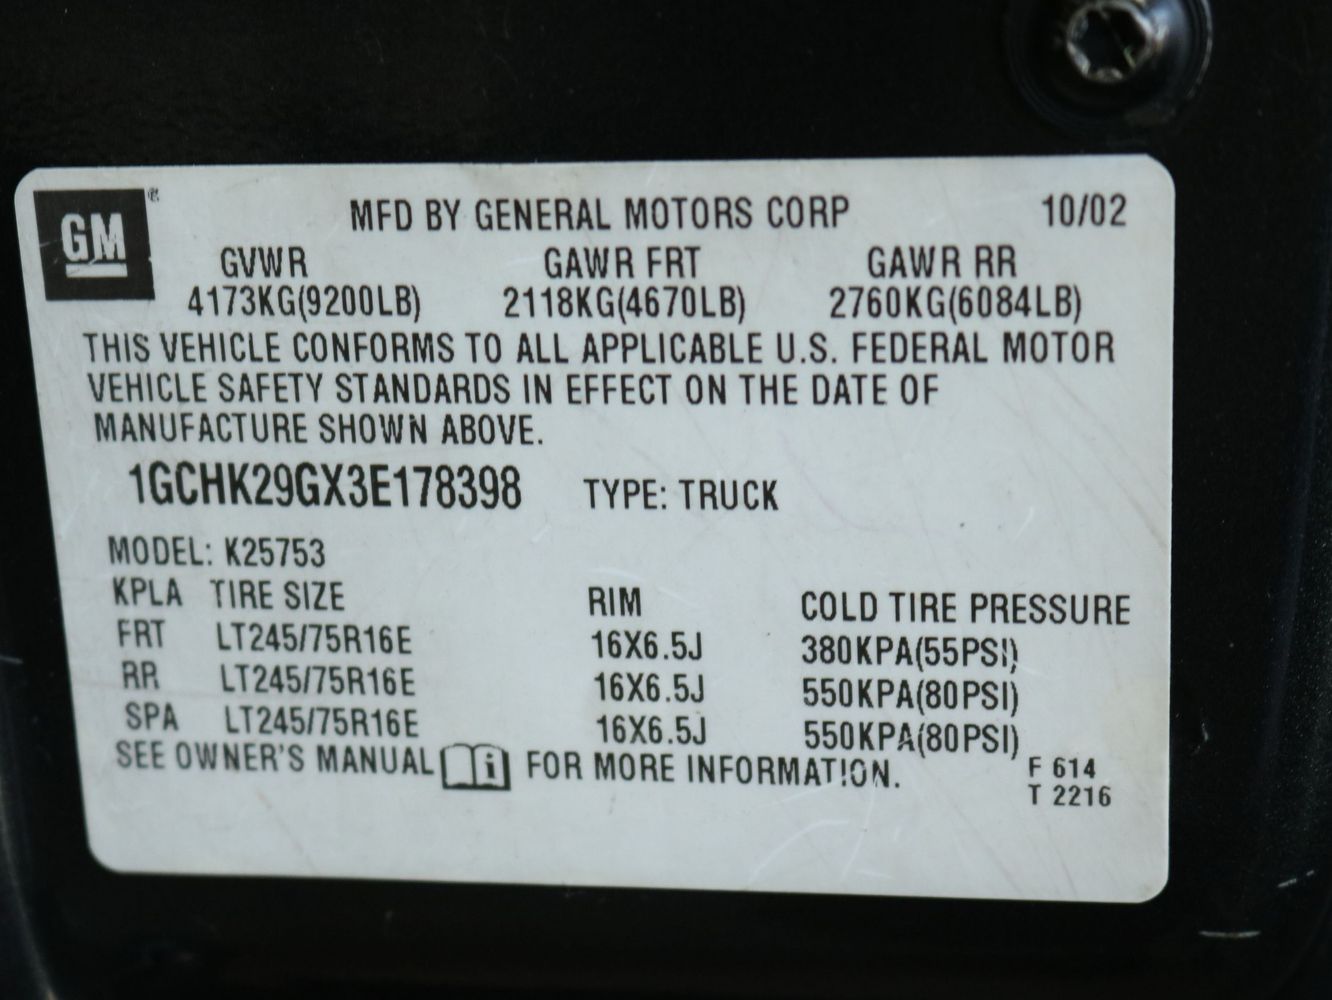 GM ®
MFD BY GENERAL MOTORS CORP 10/02
GVWR GAWR FRT GAWR RR
4173KG(9200LB) 2118KG(4670LB) 2760KG(6084LB)
THIS VEHICLE CONFORMS TO ALL APPLICABLE U.S. FEDERAL MOTOR
VEHICLE SAFETY STANDARDS IN EFFECT ON THE DATE OF
MANUFACTURE SHOWN ABOVE.
1GCHK29GX3E178398 TYPE: TRUCK
MODEL: K25753
KPLA TIRE SIZE RIM COLD TIRE PRESSURE
FRT LT245/75R16E 16X6.5J 380KPA(55PSI)
RR LT245/75R16E 16X6.5J 550KPA(80PSI)
SPA LT245/75R16E 16X6.5J 550KPA(80PSI)
SEE OWNER'S MANUAL i FOR MORE INFORMATION. F 614
T 2216